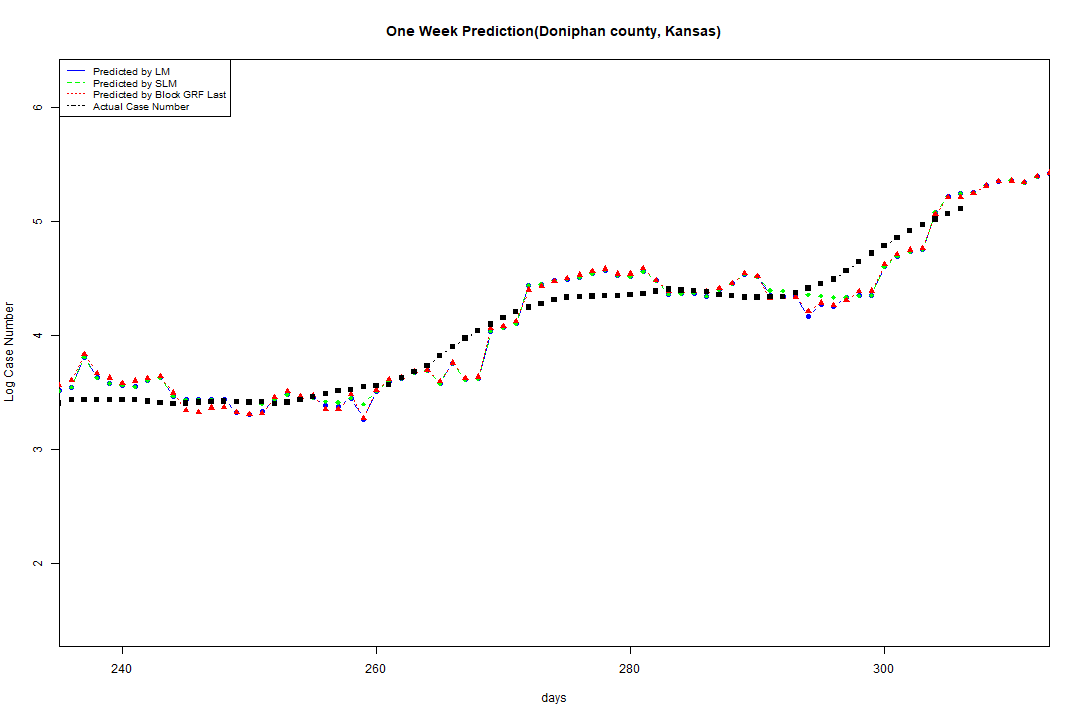 One Week Prediction(Doniphan county, Kansas)
Predicted by LM
Predicted by SLM
Predicted by Block GRF Last
Actual Case Number
6
5
4
3
2
Log Case Number
240
260
280
300
days